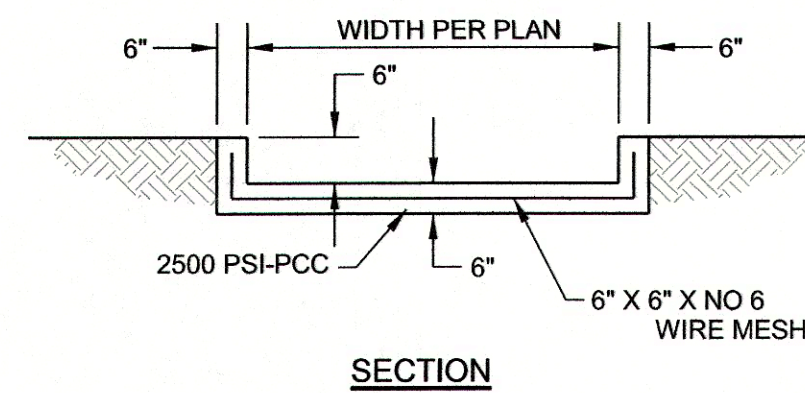 WIDTH PER PLAN
6"
6"
6"
2500 PSI-PCC
6"
6" X 6" X NO 6
WIRE MESH
SECTION